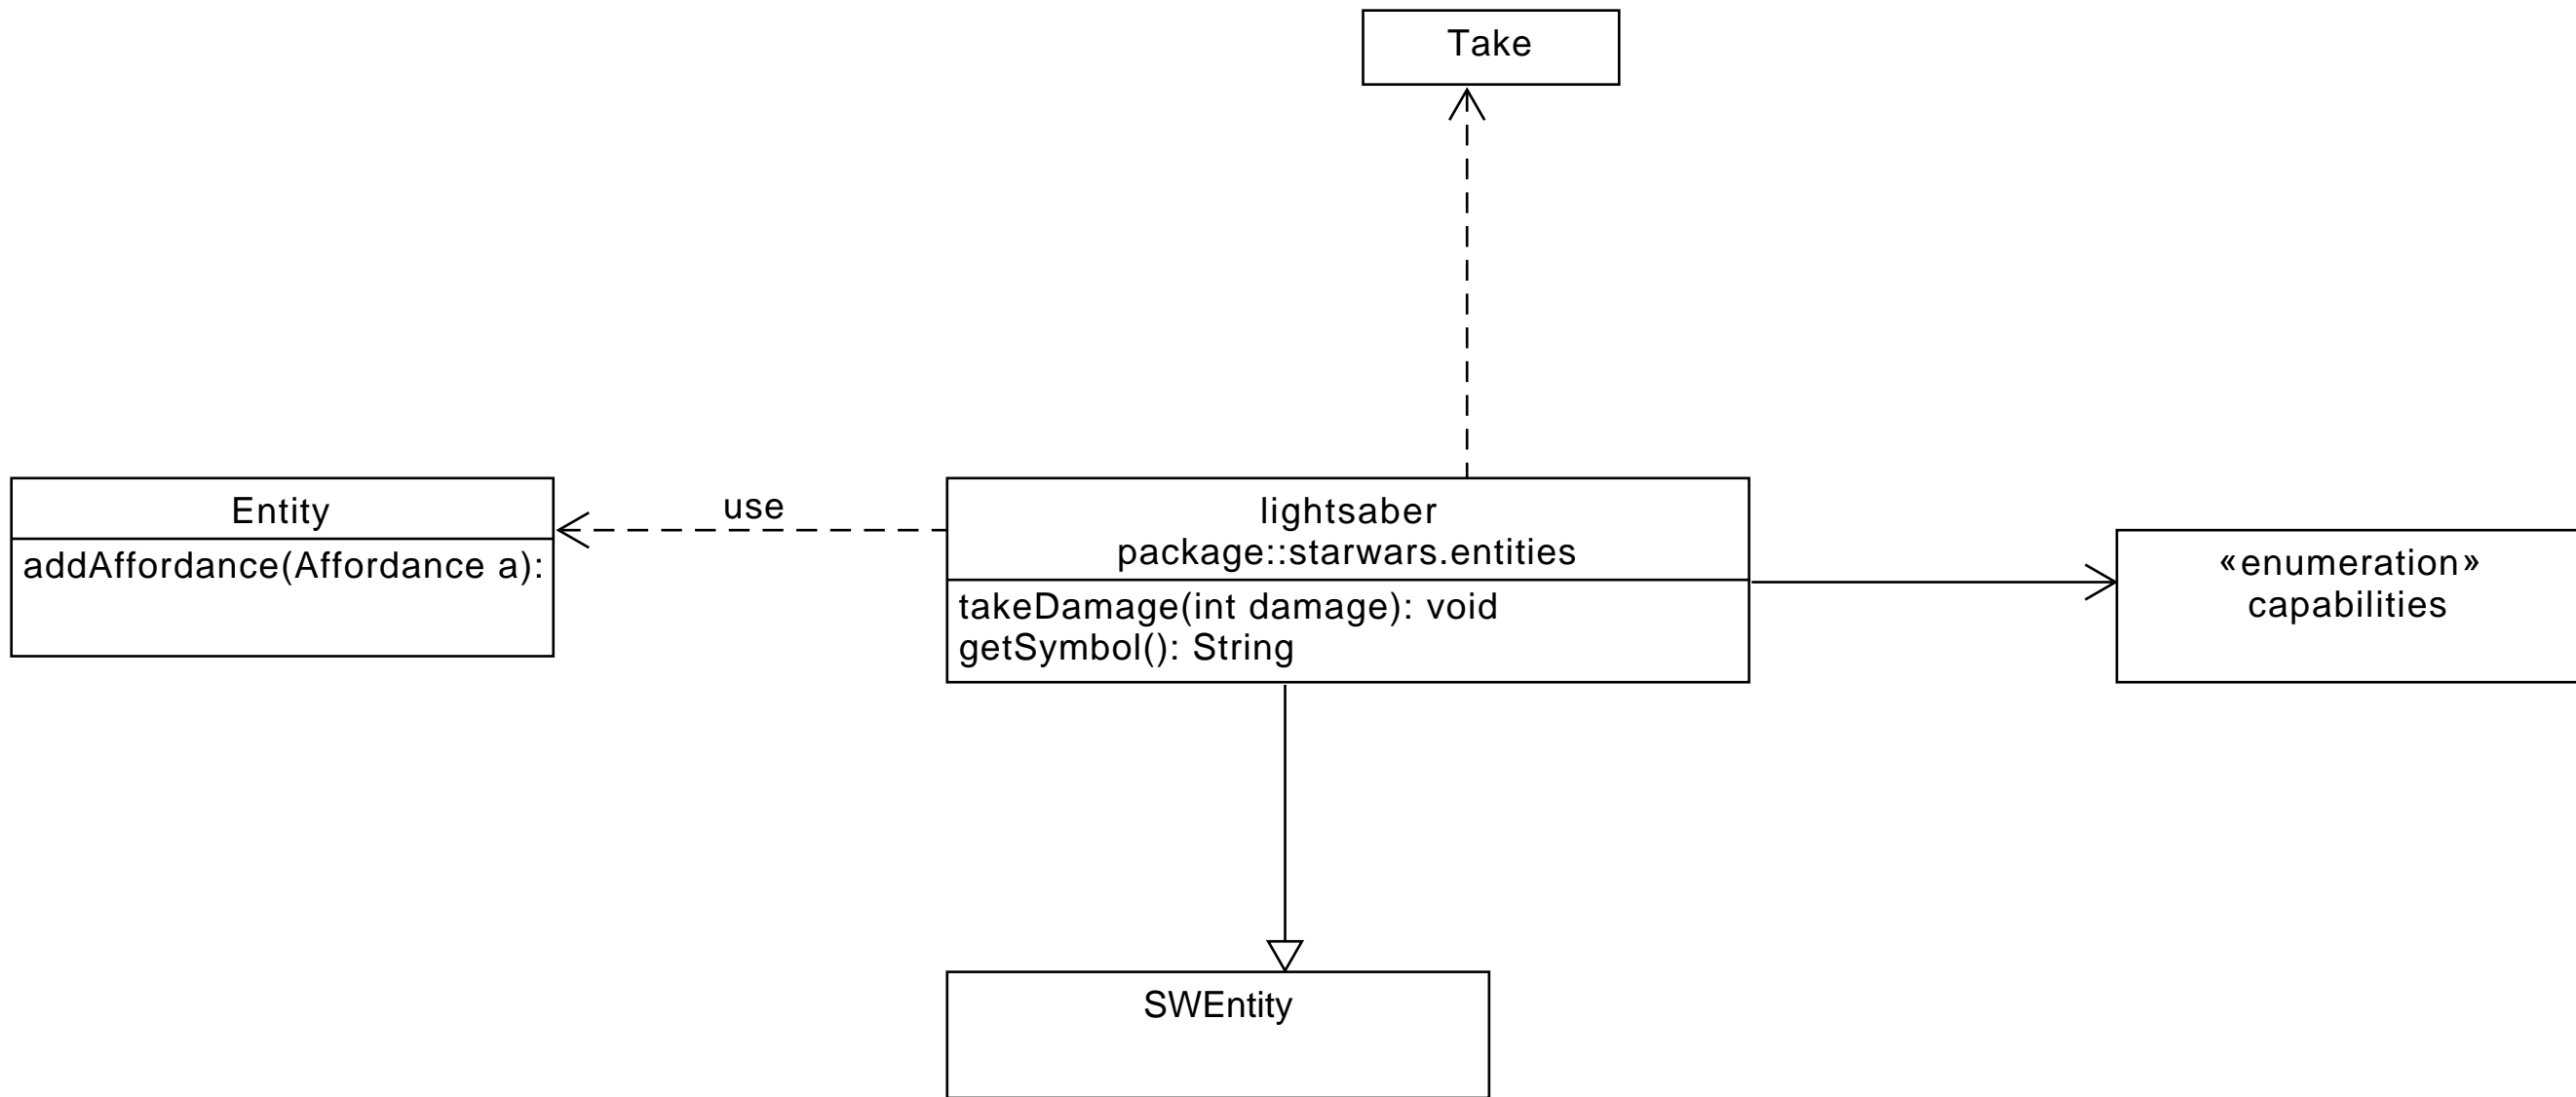 Take
Entity
addAffordance(Affordance a):
use
lightsaber
package::starwars.entities
takeDamage(int damage): void
getSymbol(): String
«enumeration»
capabilities
SWEntity